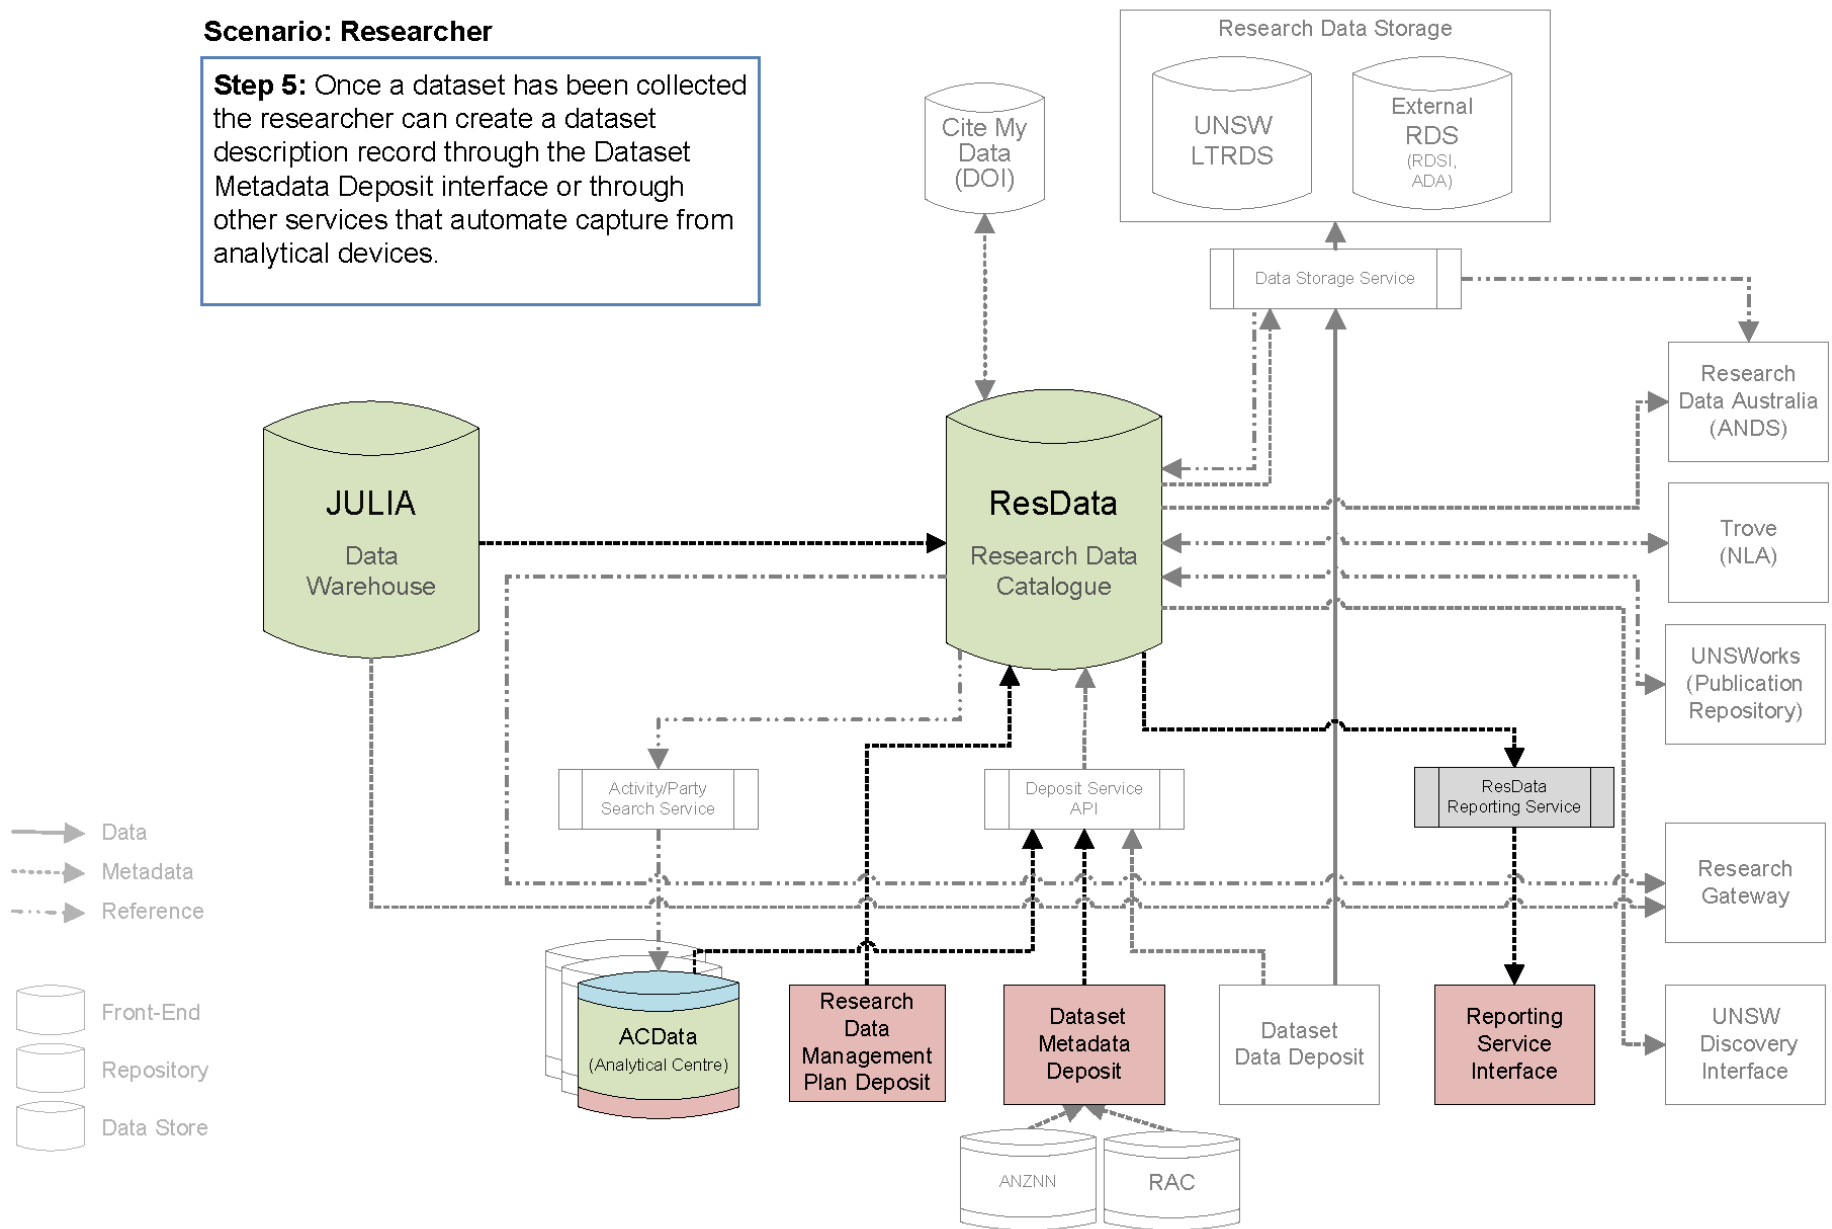 Scenario: Researcher
Step 5: Once a dataset has been collected
the researcher can create a dataset
description record through the Dataset
Metadata Deposit interface or through
other services that automate capture from
analytical devices.
Research Data Storage
UNSW
LTRDS
External
RDS
(RDSI,
ADA)
Cite My
Data
(DOI)
Data Storage Service
Research
Data Australia
(ANDS)
JULIA
Data
Warehouse
ResData
Research Data
Catalogue
Trove
(NLA)
UNSWorks
(Publication
Repository)
Activity/Party
Search Service
Deposit Service
API
ResData
Reporting Service
Data
Metadata
Reference
Research
Gateway
Front-End
Repository
Data Store
ACData
(Analytical Centre)
Research
Data
Management
Plan Deposit
Dataset
Metadata
Deposit
Dataset
Data Deposit
Reporting
Service
Interface
UNSW
Discovery
Interface
ANZNN
RAC